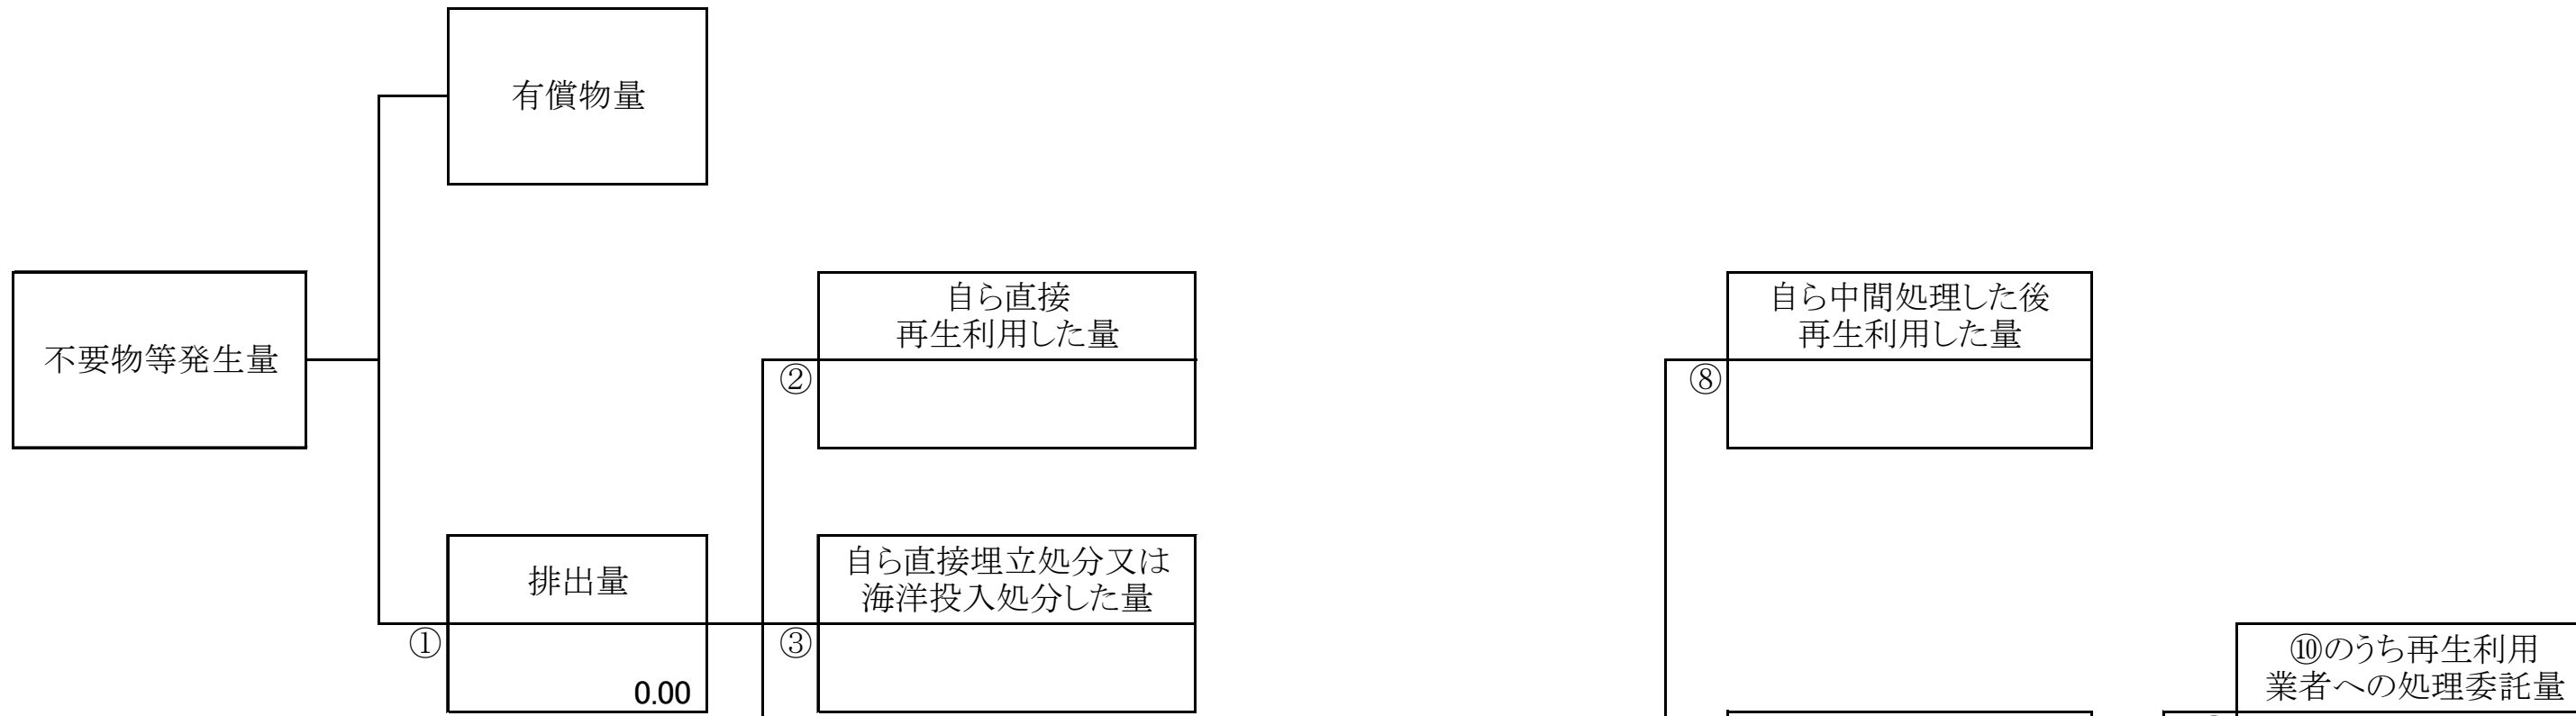 有償物量
不要物等発生量
自ら直接
再生利用した量
②
自ら中間処理した後
再生利用した量
⑧
排出量
①
0.00
自ら直接埋立処分又は
海洋投入処分した量
③
⑩のうち再生利用
業者への処理委託量